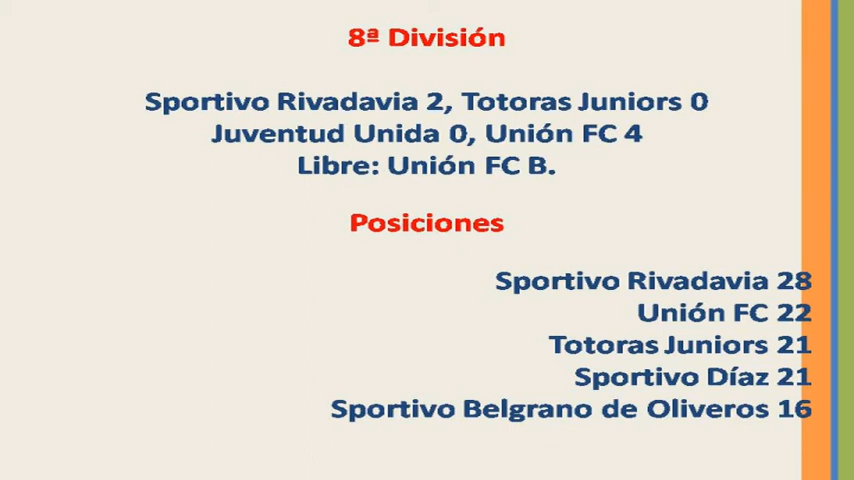 8ª División
Sportivo Rivadavia 2, Totoras Juniors 0
Juventud Unida 0, Unión FC 4
Libre: Unión FC B.
Posiciones
Sportivo Rivadavia 28
Unión FC 22
Totoras Juniors 21
Sportivo Díaz 21
Sportivo Belgrano de Oliveros 16